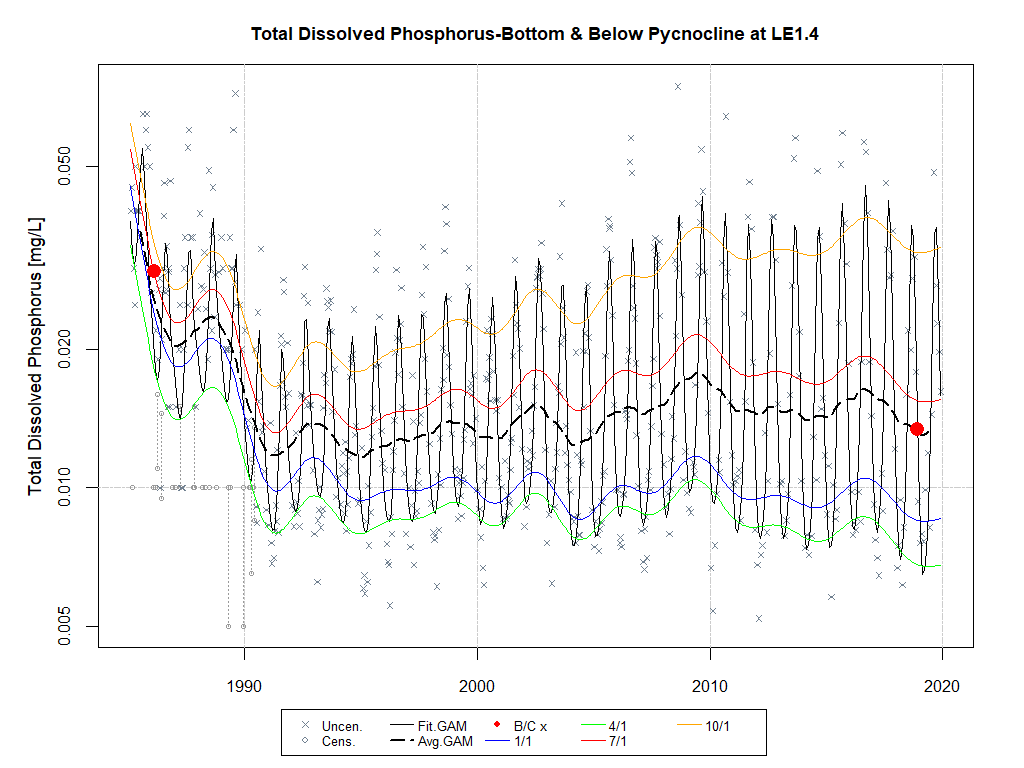 Total Dissolved Phosphorus-Bottom & Below Pycnocline at LE1.4
Total Dissolved Phosphorus [mg/L]
0.050
0.020
0.010
0.005
1990 2000 2010 2020
Uncen. Fit.GAM B/C x 4/1 10/1
Cens. Avg.GAM 1/1 7/1